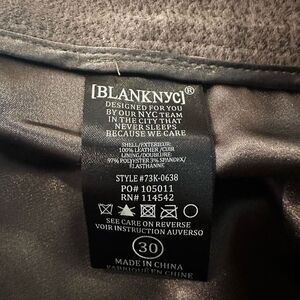 [BLANKNYC]®
DESIGNED FOR YOU
BY OUR NYC TEAM
IN THE CITY THAT
NEVER SLEEPS
BECAUSE WE CARE
SHELL/EXTERIEUR:
100% LEATHER /CUIR
LINING/DOUBLURE:
97% POLYESTER 3% SPANDEX/
ELASTHANNE
STYLE #73K-0638
PO# 105011
RN# 114542
SEE CARE ON REVERSE
VOIR INSTRUCTION AUVERSO
30
MADE IN CHINA
FABRIQUE EN CHINE